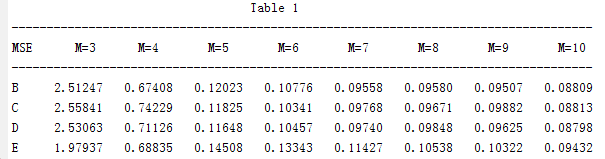 Table 1
MSE M=3 M=4 M=5 M=6 M=7 M=8 M=9 M=10
B 2.51247 0.67408 0.12023 0.10776 0.09558 0.09580 0.09507 0.08809
C 2.55841 0.74229 0.11825 0.10341 0.09768 0.09671 0.09882 0.08813
D 2.53063 0.71126 0.11648 0.10457 0.09740 0.09848 0.09625 0.08798
E 1.97937 0.68835 0.14508 0.13343 0.11427 0.10538 0.10322 0.09432